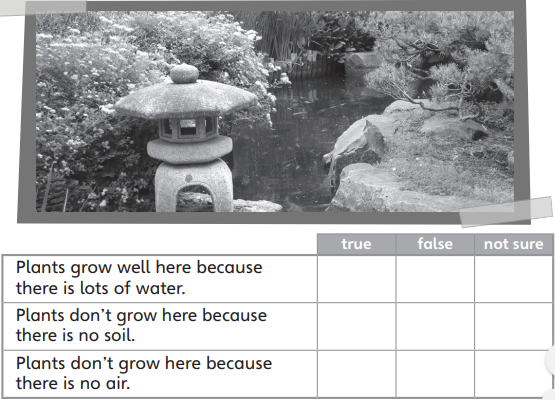 true false not sure
Plants grow well here because
there is lots of water.
Plants don't grow here because
there is no soil.
Plants don't grow here because
there is no air.